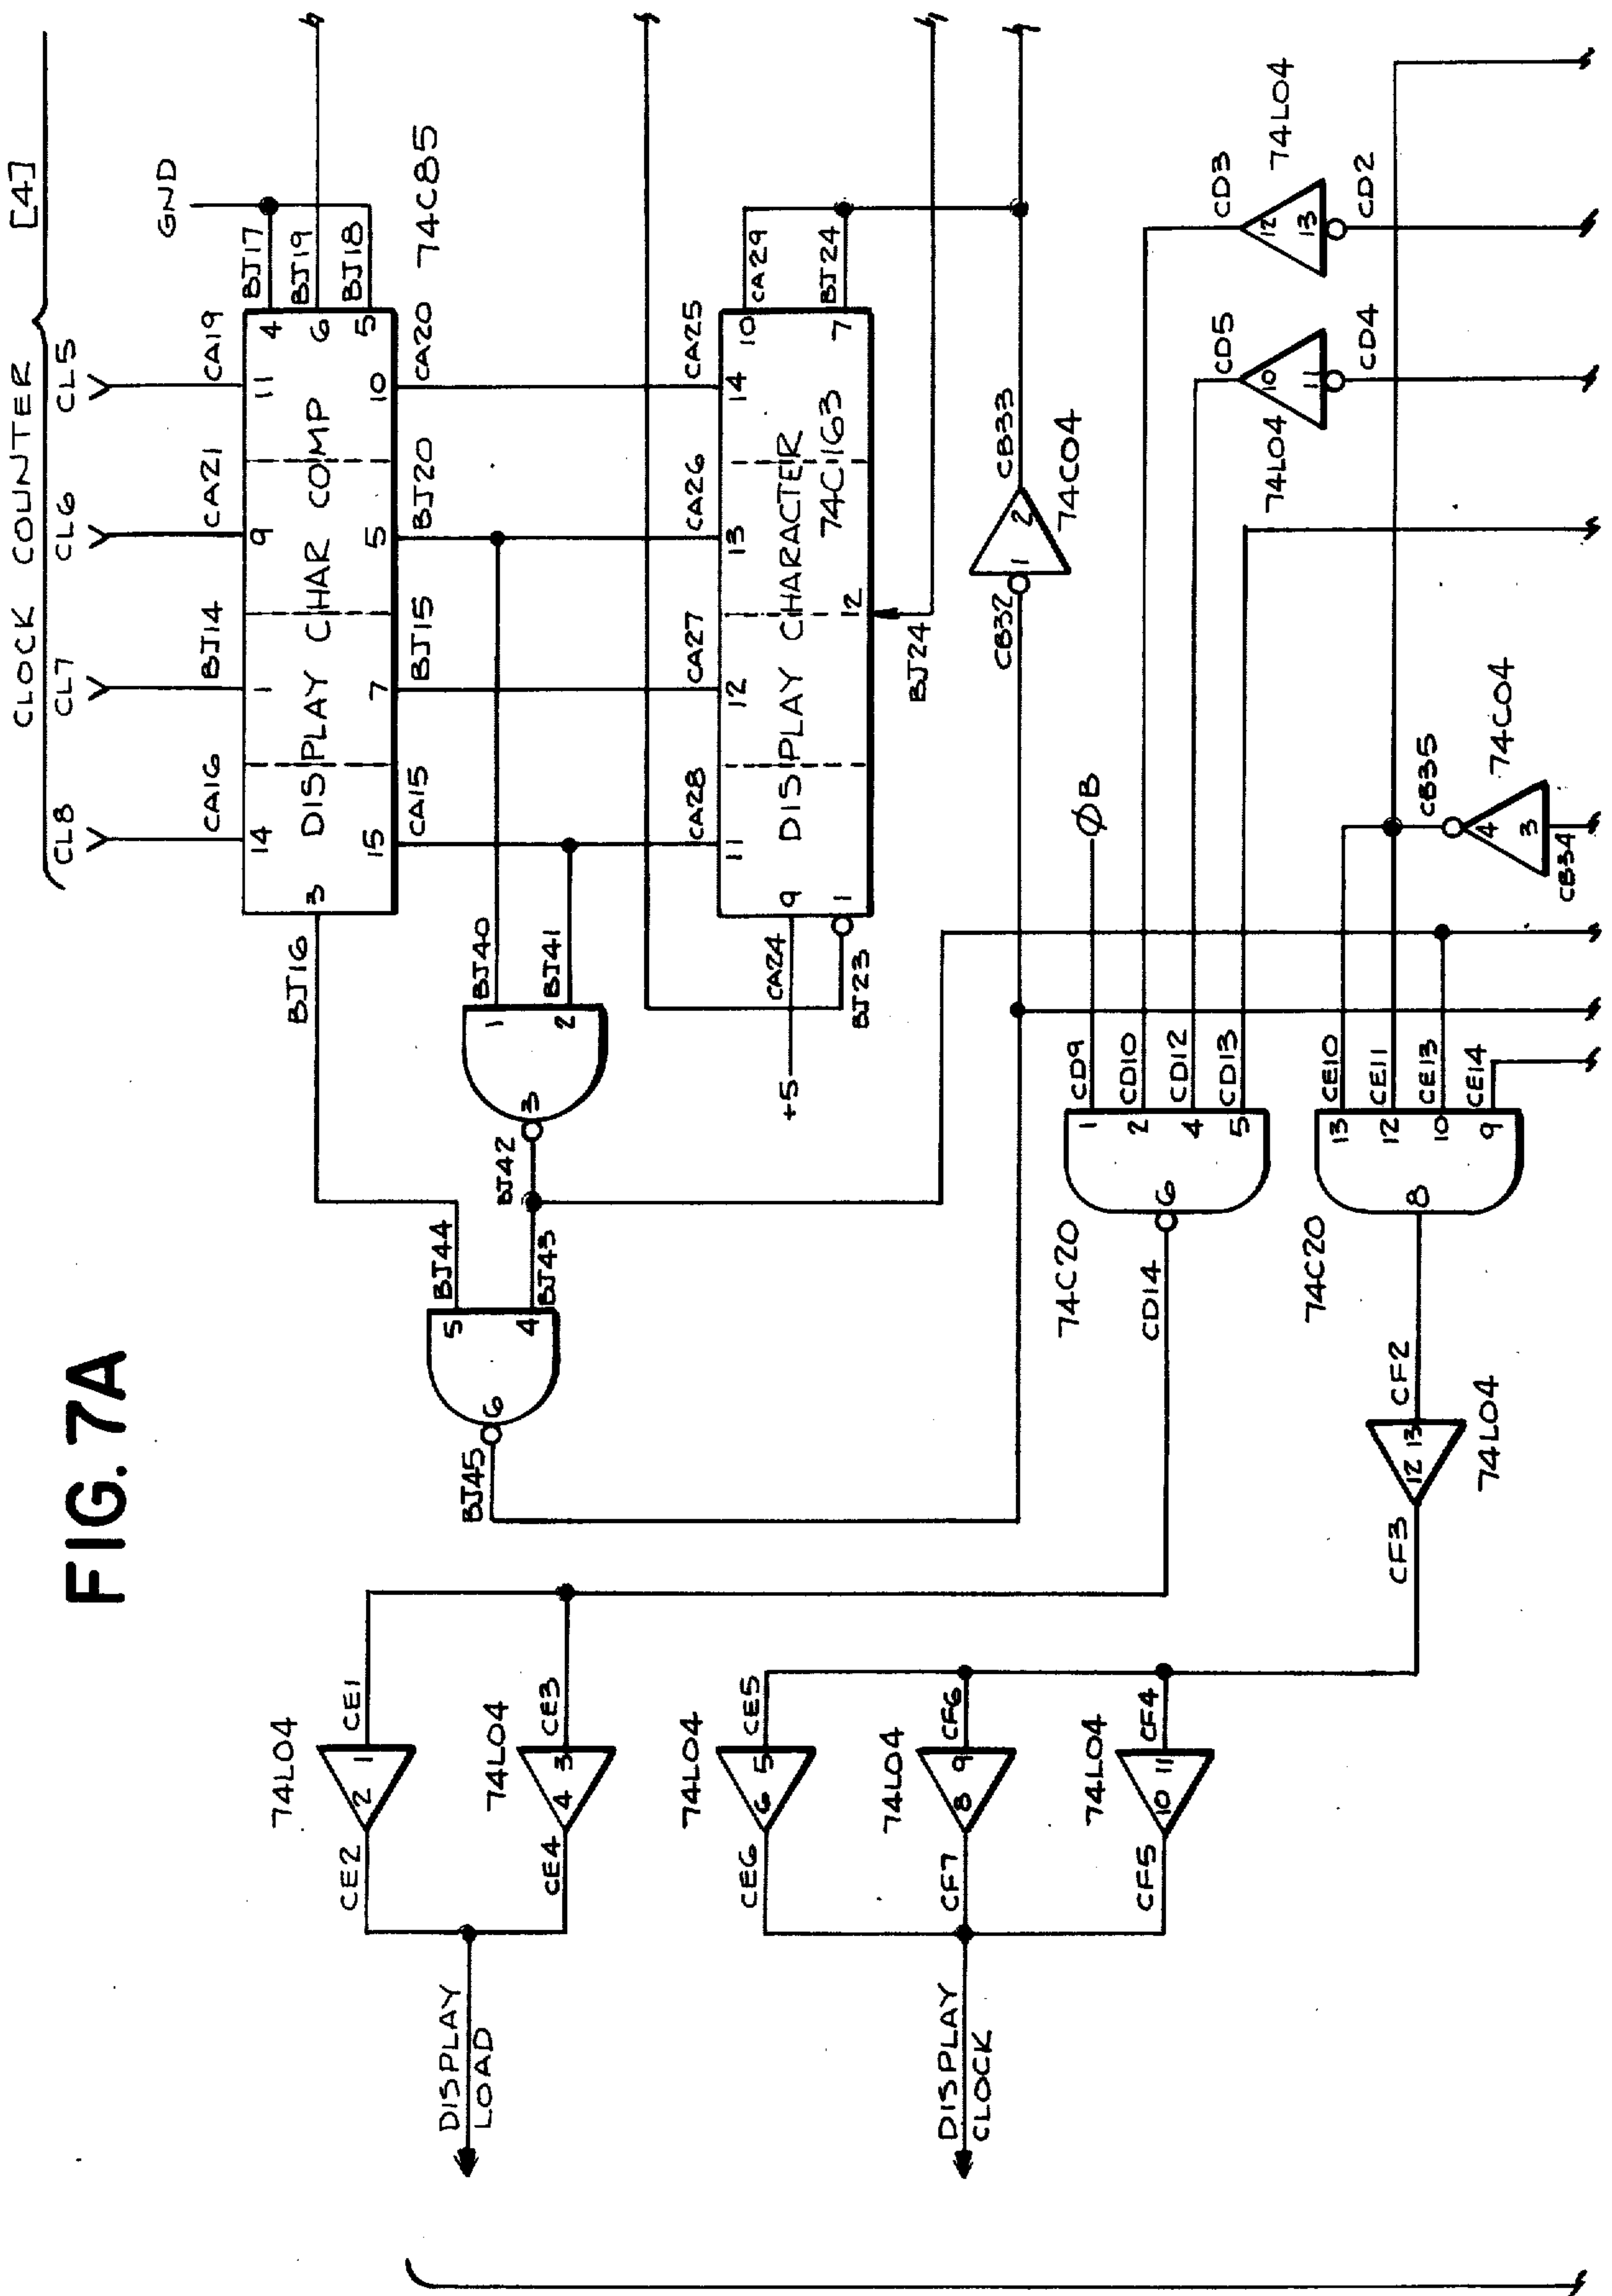 FIG. 7A
CLOCK COUNTER [4]
CL8
CL7
CL6
CL5
CA16
BJ14
CA21
CA19
GND
14
1
9
11
3
DISPLAY CHAR COMP
4
6
5
BJ17
BJ19
BJ18
15
7
5
10
CA15
BJ15
BJ20
CA20
74C85
BJ16
BJ40
BJ41
1
2
3
BJ42
BJ44
BJ43
5
4
6
BJ45
CA28
CA27
CA26
CA25
11
12
13
14
DISPLAY CHARACTER
74C163
9
1
10
7
12
CA29
BJ24
BJ24
CA24
+5
BJ23
CB32
1
2
CB33
74C04
ØB
CD9
CD10
CD12
CD13
1
2
4
5
6
74C20
CD14
CD3
12
13
CD2
74L04
CD5
10
11
CD4
74L04
CE10
CE11
CE13
CE14
13
12
10
9
8
74C20
CB35
4
3
CB34
74C04
CF2
12 13
CF3
74L04
74L04
CE1
2 1
CE2
74L04
CE3
4 3
CE4
DISPLAY
LOAD
74L04
CE5
6 5
CE6
74L04
CF6
8 9
CF7
74L04
CF4
10 11
CF5
DISPLAY
CLOCK